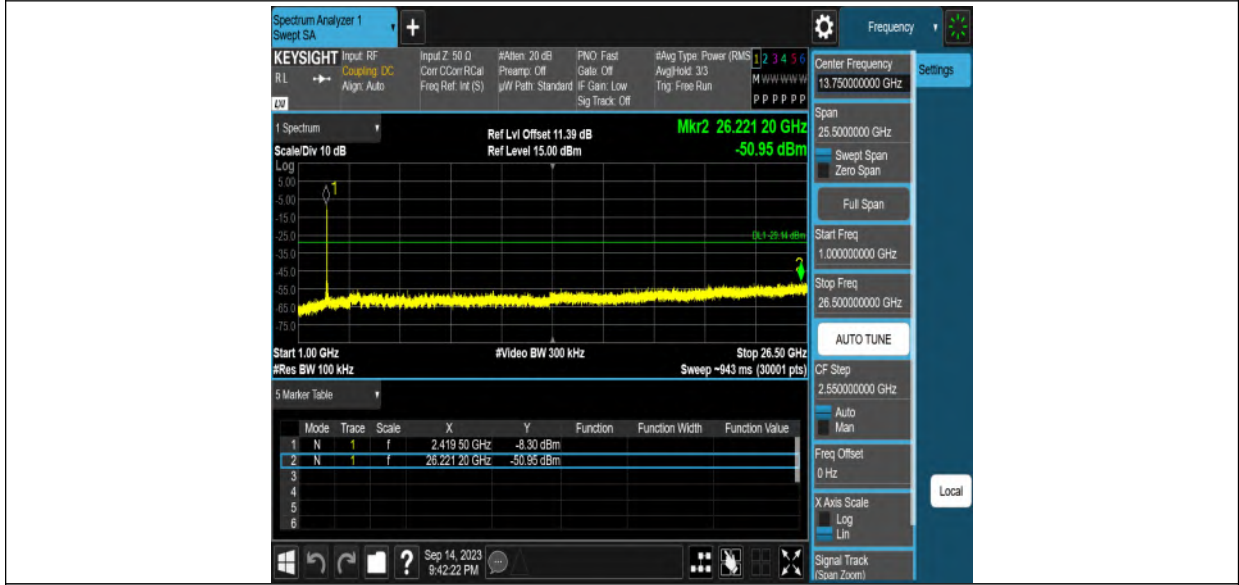 Spectrum Analyzer 1
Swept SA
+
Frequency
KEYSIGHT
RL
LXI
Input: RF
Coupling: DC
Align: Auto
Input Z: 50 Ω
Corr CCorr RCal
Freq Ref: Int (S)
#Atten: 20 dB
Preamp: Off
µW Path: Standard
PNO: Fast
Gate: Off
IF Gain: Low
Sig Track: Off
#Avg Type: Power (RMS
Avg|Hold: 3/3
Trig: Free Run
1 2 3 4 5 6
M W W W W W
P P P P P P
1 Spectrum
Scale/Div 10 dB
Ref Lvl Offset 11.39 dB
Ref Level 15.00 dBm
Mkr2 26.221 20 GHz
-50.95 dBm
Log
5.00
-5.00
-15.0
-25.0
-35.0
-45.0
-55.0
-65.0
-75.0
1
2
Start 1.00 GHz
#Res BW 100 kHz
#Video BW 300 kHz
Stop 26.50 GHz
Sweep ~943 ms (30001 pts)
5 Marker Table
Mode Trace Scale X Y Function Function Width Function Value
1 N 1 f 2.419 50 GHz -8.30 dBm
2 N 1 f 26.221 20 GHz -50.95 dBm
3
4
5
6
?
Sep 14, 2023
9:42:22 PM
Center Frequency
13.750000000 GHz
Settings
Span
25.5000000 GHz
Swept Span
Zero Span
Full Span
Start Freq
1.000000000 GHz
Stop Freq
26.500000000 GHz
AUTO TUNE
CF Step
2.550000000 GHz
Auto
Man
Freq Offset
0 Hz
X Axis Scale
Log
Lin
Signal Track
(Span Zoom)
Local